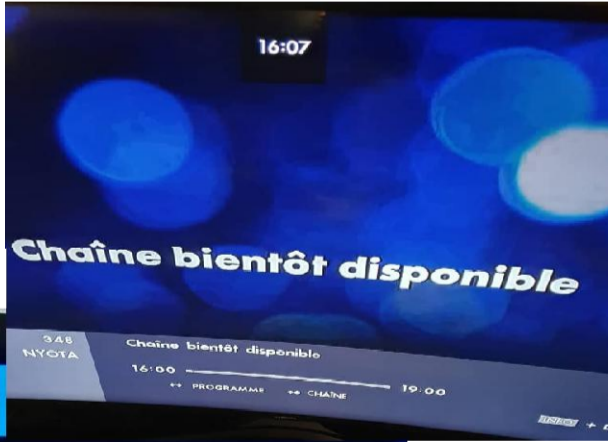 16:07
Chaîne bientôt disponible
348
NYOTA
Chaîne bientôt disponible
16:00
19:00
↔ PROGRAMME
↔ CHAÎNE
+